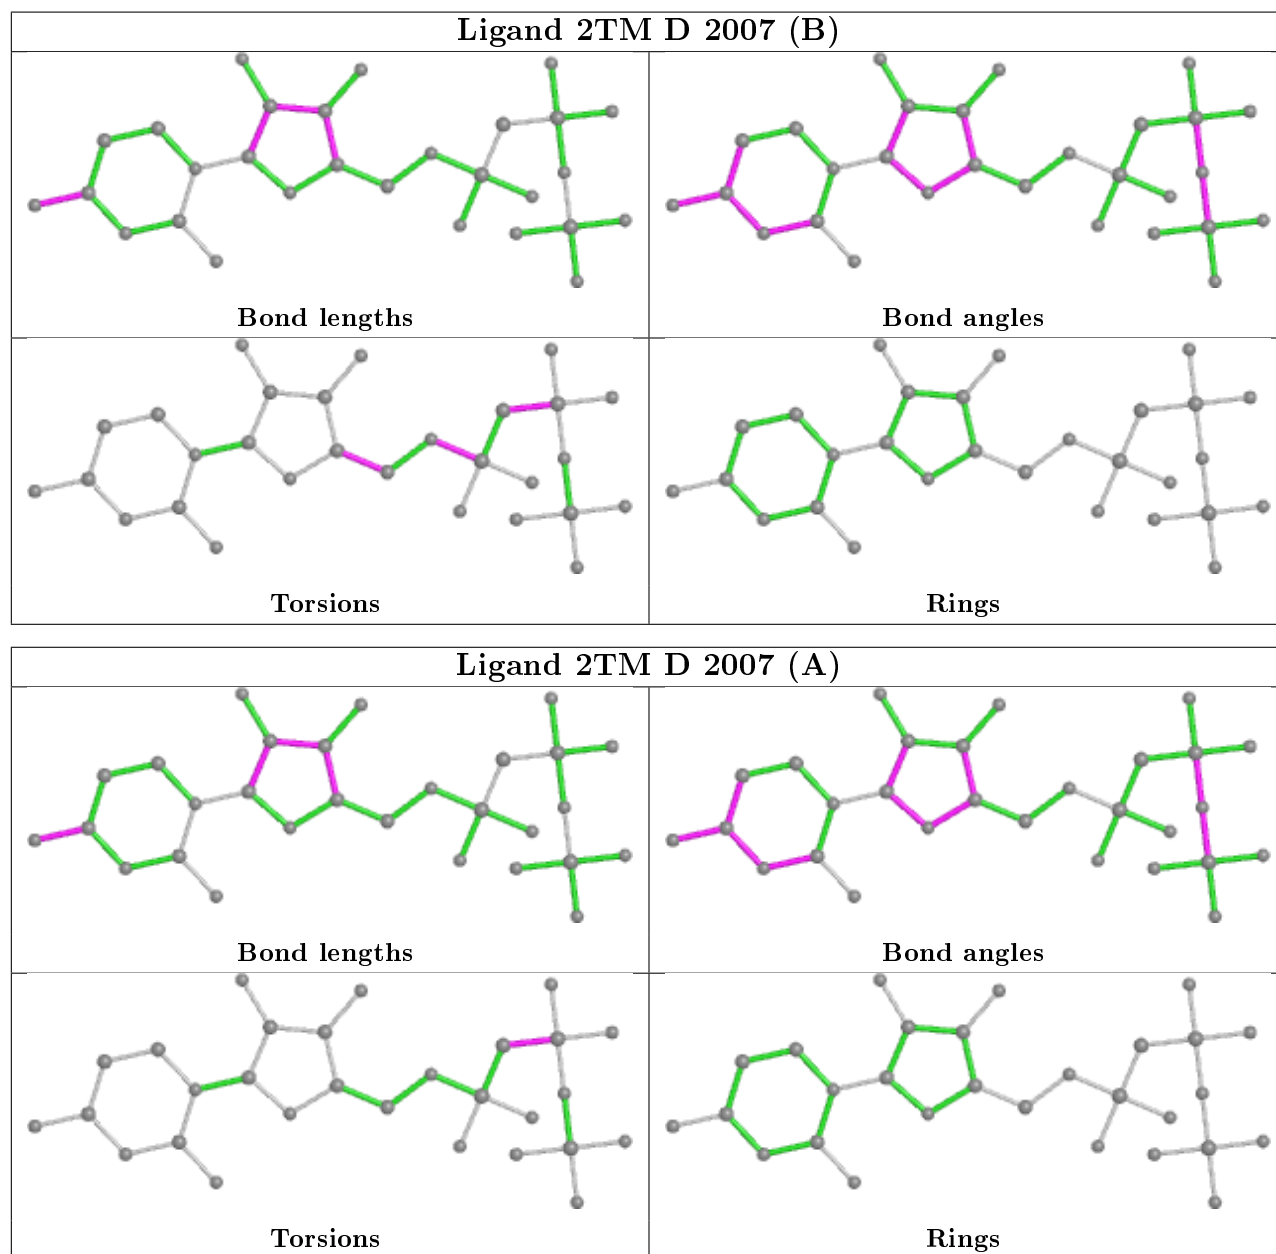 Ligand 2TM D 2007 (B)
Bond lengths
Bond angles
Torsions
Rings
Ligand 2TM D 2007 (A)
Bond lengths
Bond angles
Torsions
Rings